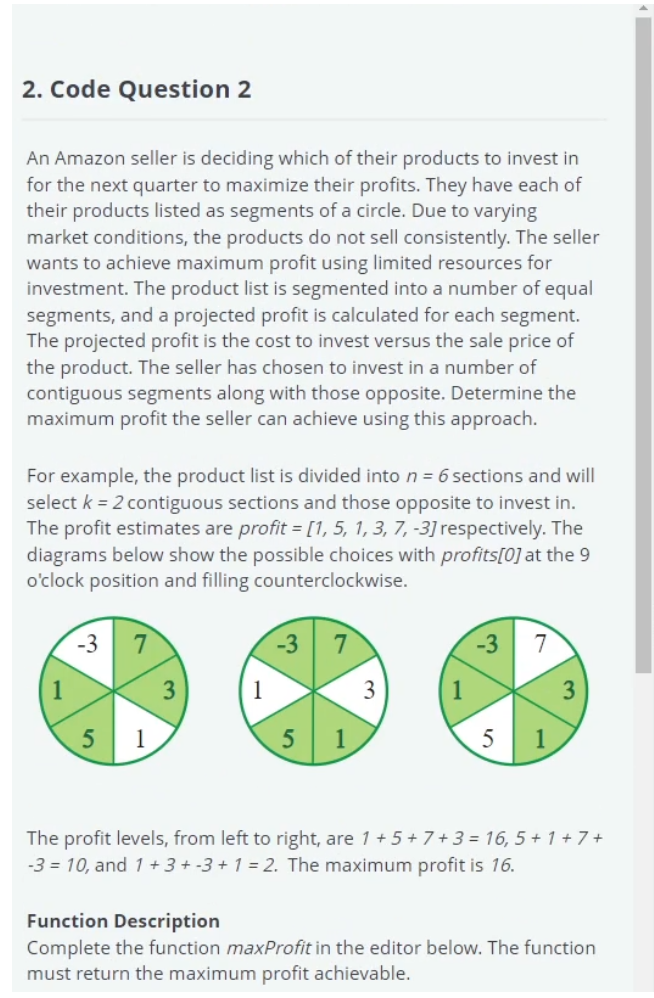 2. Code Question 2
An Amazon seller is deciding which of their products to invest in
for the next quarter to maximize their profits. They have each of
their products listed as segments of a circle. Due to varying
market conditions, the products do not sell consistently. The seller
wants to achieve maximum profit using limited resources for
investment. The product list is segmented into a number of equal
segments, and a projected profit is calculated for each segment.
The projected profit is the cost to invest versus the sale price of
the product. The seller has chosen to invest in a number of
contiguous segments along with those opposite. Determine the
maximum profit the seller can achieve using this approach.
For example, the product list is divided into n = 6 sections and will
select k = 2 contiguous sections and those opposite to invest in.
The profit estimates are profit = [1, 5, 1, 3, 7, -3] respectively. The
diagrams below show the possible choices with profits[0] at the 9
o'clock position and filling counterclockwise.
-3 7 -3 7 -3 7
1 3 1 3 1 3
5 1 5 1 5 1
The profit levels, from left to right, are 1 + 5 + 7 + 3 = 16, 5 + 1 + 7 +
-3 = 10, and 1 + 3 + -3 + 1 = 2. The maximum profit is 16.
Function Description
Complete the function maxProfit in the editor below. The function
must return the maximum profit achievable.